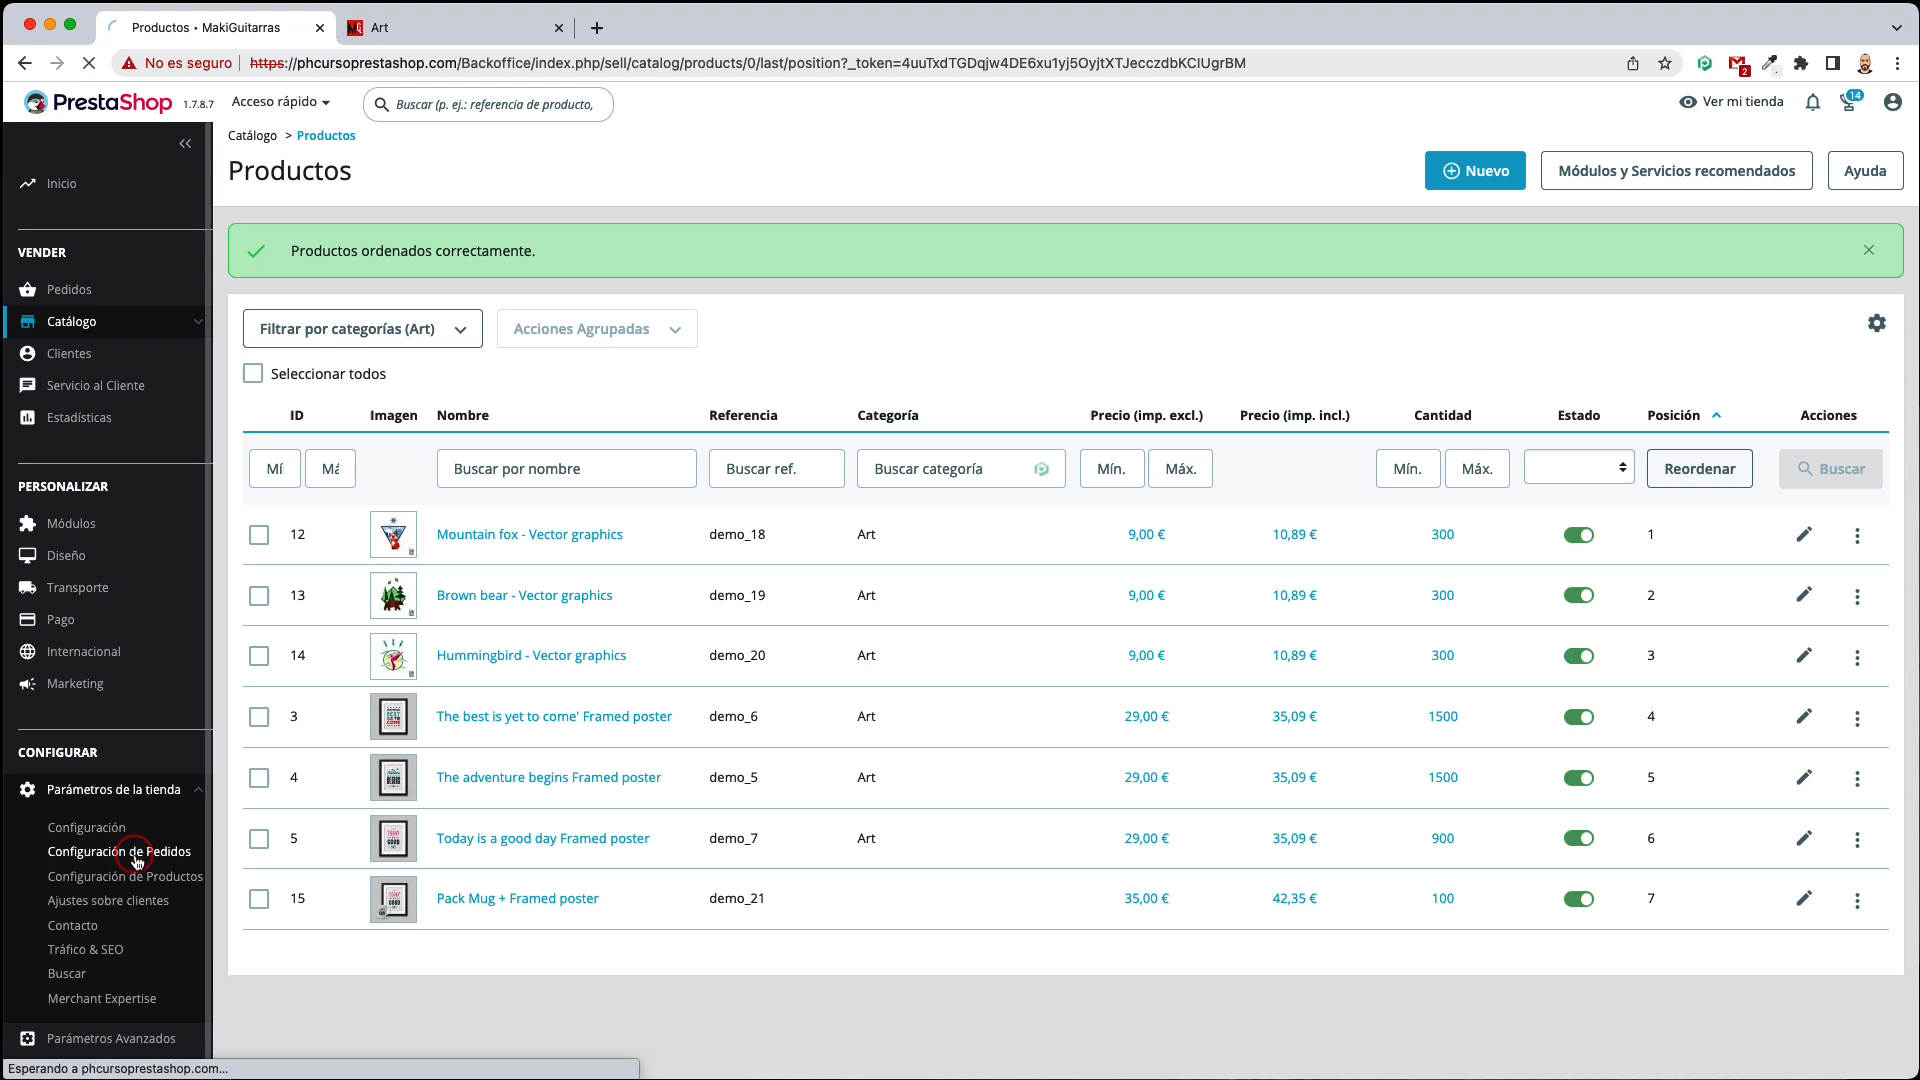 Productos • MakiGuitarras
Art
No es seguro
https://phcursoprestashop.com/Backoffice/index.php/sell/catalog/products/0/last/position?_token=4uuTxdTGDqjw4DE6xu1yj5OyjtXTJecczdbKCIUgrBM
2
PrestaShop 1.7.8.7
Acceso rápido
Buscar (p. ej.: referencia de producto,
Ver mi tienda
14
Catálogo > Productos
Productos
Nuevo
Módulos y Servicios recomendados
Ayuda
Inicio
VENDER
Pedidos
Catálogo
Clientes
Servicio al Cliente
Estadísticas
PERSONALIZAR
Módulos
Diseño
Transporte
Pago
Internacional
Marketing
CONFIGURAR
Parámetros de la tienda
Configuración
Configuración de Pedidos
Configuración de Productos
Ajustes sobre clientes
Contacto
Tráfico & SEO
Buscar
Merchant Expertise
Parámetros Avanzados
Esperando a phcursoprestashop.com...
Productos ordenados correctamente.
Filtrar por categorías (Art)
Acciones Agrupadas
Seleccionar todos
ID Imagen Nombre Referencia Categoría Precio (imp. excl.) Precio (imp. incl.) Cantidad Estado Posición Acciones
Mí Má Buscar por nombre Buscar ref. Buscar categoría Mín. Máx. Mín. Máx. Reordenar Buscar
12 Mountain fox - Vector graphics demo_18 Art 9,00 € 10,89 € 300 1
13 Brown bear - Vector graphics demo_19 Art 9,00 € 10,89 € 300 2
14 Hummingbird - Vector graphics demo_20 Art 9,00 € 10,89 € 300 3
3 The best is yet to come' Framed poster demo_6 Art 29,00 € 35,09 € 1500 4
4 The adventure begins Framed poster demo_5 Art 29,00 € 35,09 € 1500 5
5 Today is a good day Framed poster demo_7 Art 29,00 € 35,09 € 900 6
15 Pack Mug + Framed poster demo_21 35,00 € 42,35 € 100 7